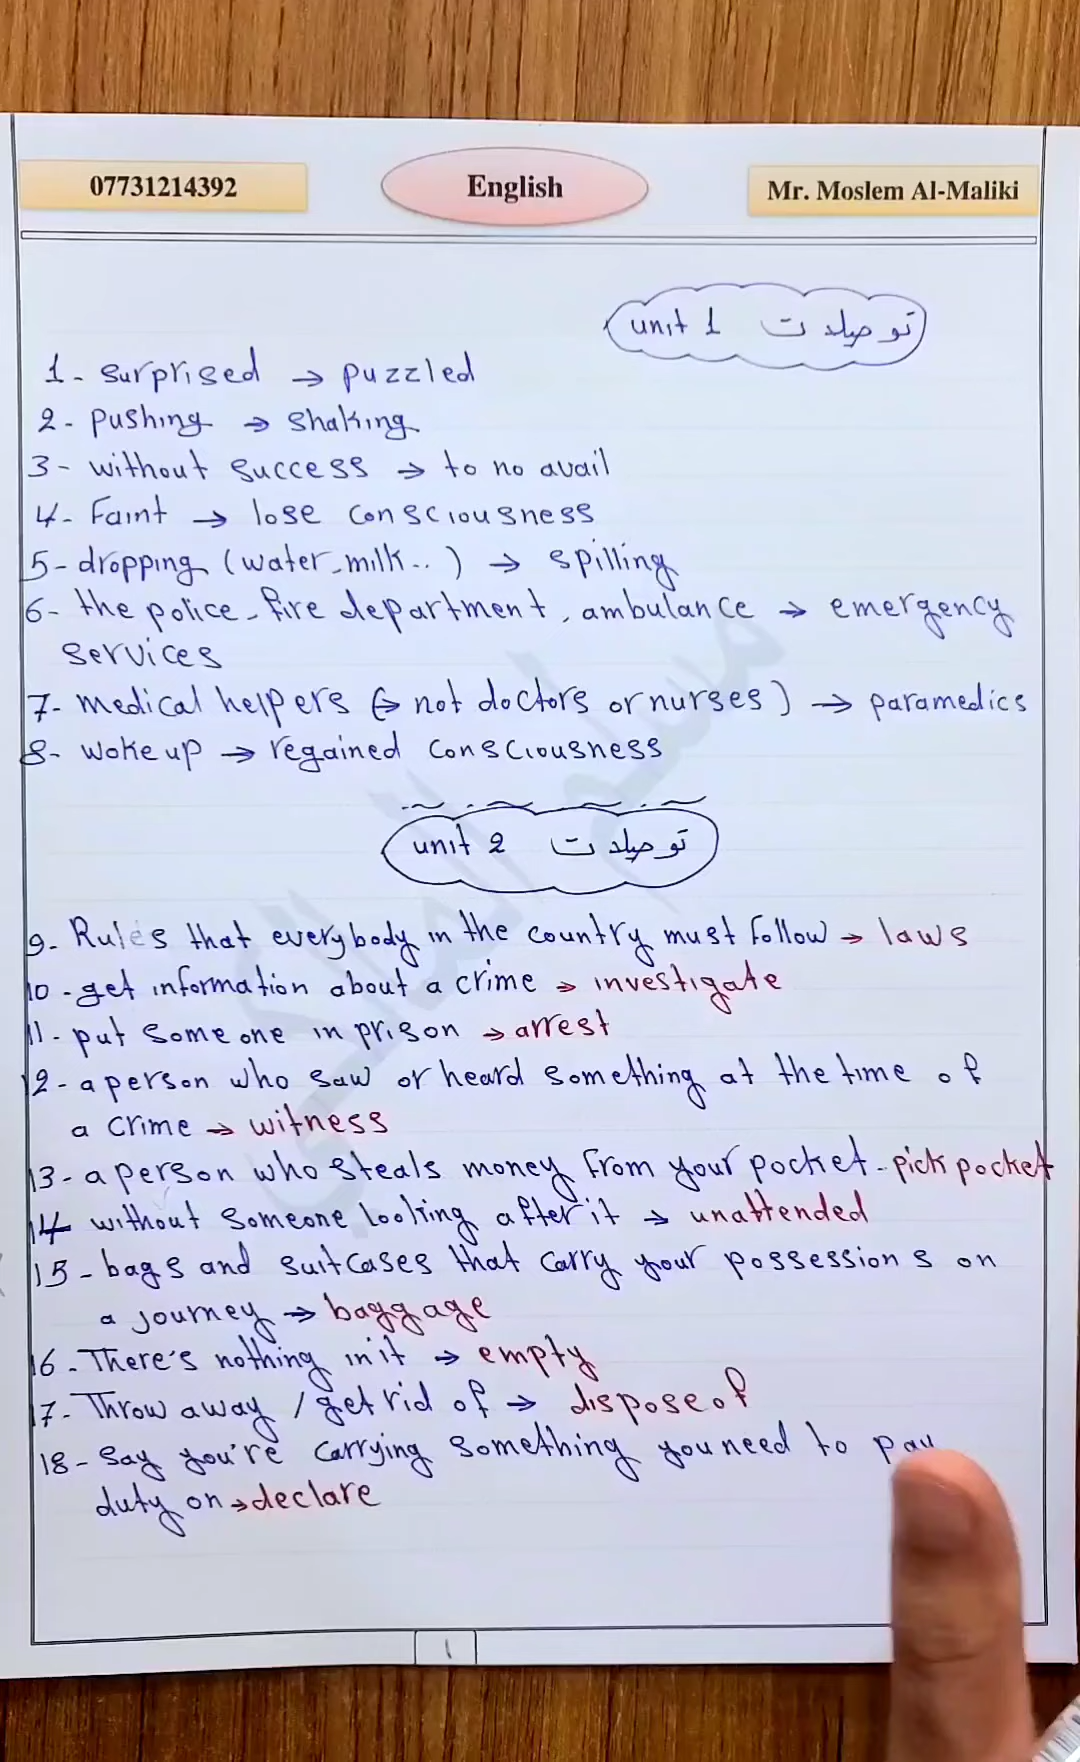 07731214392
English
Mr. Moslem Al-Maliki
unit 1 توصيلات
1- surprised → puzzled
2- pushing → shaking
3- without success → to no avail
4- Faint → lose consciousness
5- dropping (water-milk..) → spilling
6- the police-fire department, ambulance → emergency
services
7- medical helpers (→ not doctors or nurses) → paramedics
8- woke up → regained consciousness
unit 2 توصيلات
9- Rules that everybody in the country must follow → laws
10- get information about a crime → investigate
11- put some one in prison → arrest
12- a person who saw or heard something at the time of
a crime → witness
13- a person who steals money from your pocket - pick pocket
14 without someone looking after it → unattended
15- bags and suitcases that carry your possessions on
a journey → baggage
16- There's nothing in it → empty
17- Throw away / get rid of → dispose of
18- Say you're carrying something you need to pay
duty on → declare
1
مسلم المالكي